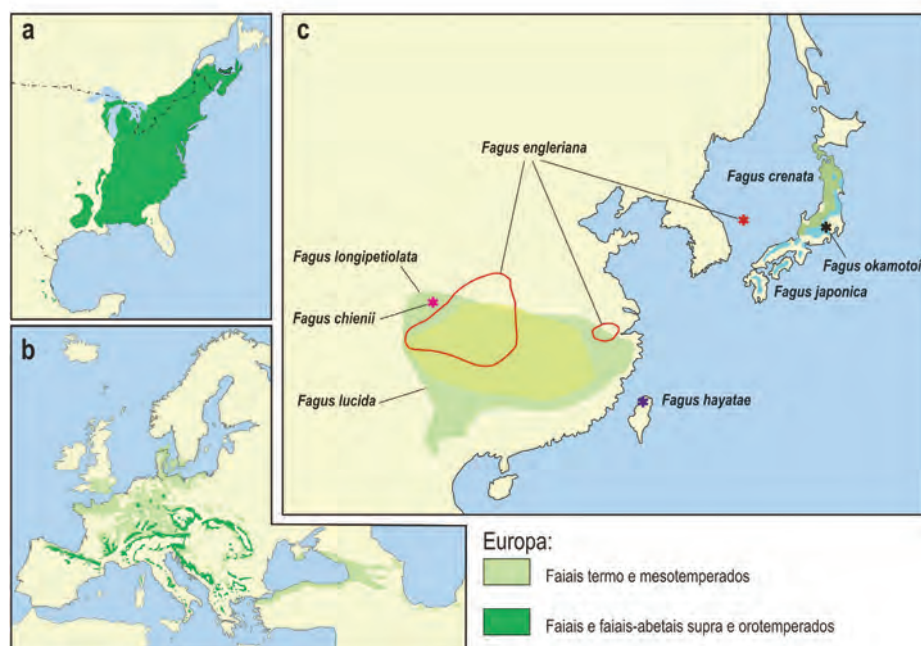 a
b
c
Fagus engleriana
Fagus crenata
Fagus longipetiolata
Fagus okamotoi
Fagus chienii
Fagus japonica
Fagus lucida
Fagus hayatae
Europa:
Faiais termo e mesotemperados
Faiais e faiais-abetais supra e orotemperados